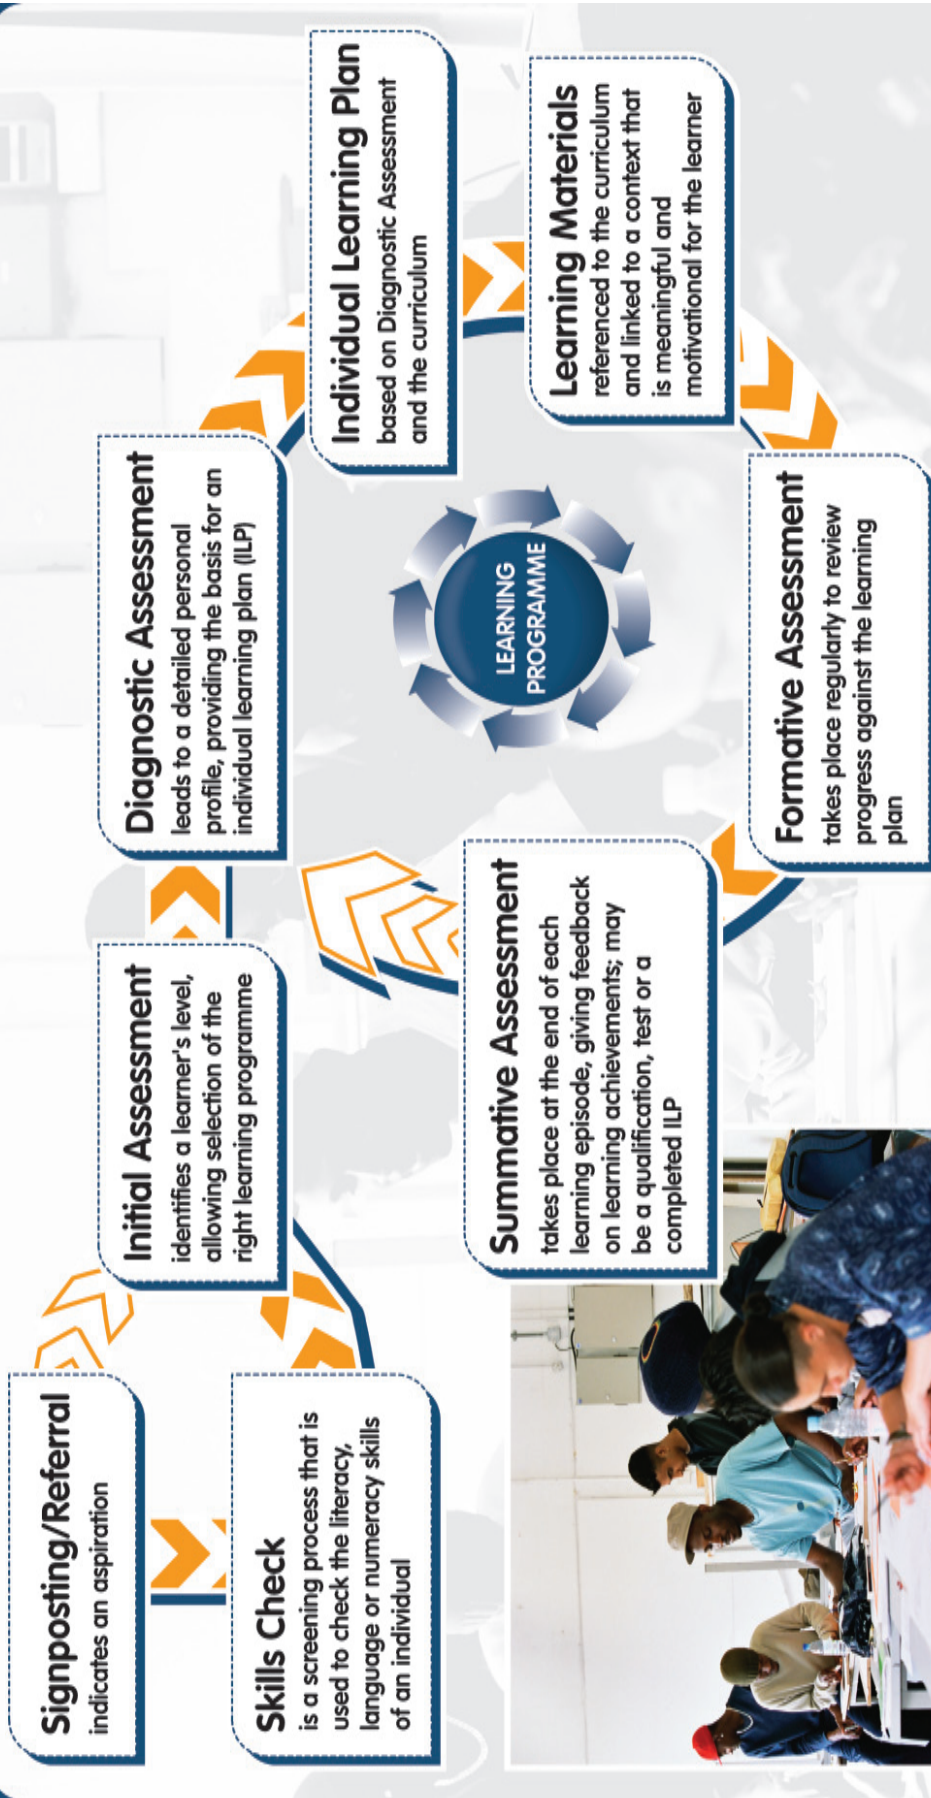 Signposting/Referral
indicates an aspiration
Skills Check
is a screening process that is
used to check the literacy,
language or numeracy skills
of an individual
Initial Assessment
identifies a learner's level,
allowing selection of the
right learning programme
Diagnostic Assessment
leads to a detailed personal
profile, providing the basis for an
individual learning plan (ILP)
Individual Learning Plan
based on Diagnostic Assessment
and the curriculum
Learning Materials
referenced to the curriculum
and linked to a context that
is meaningful and
motivational for the learner
Formative Assessment
takes place regularly to review
progress against the learning
plan
Summative Assessment
takes place at the end of each
learning episode, giving feedback
on learning achievements; may
be a qualification, test or a
completed ILP
LEARNING
PROGRAMME